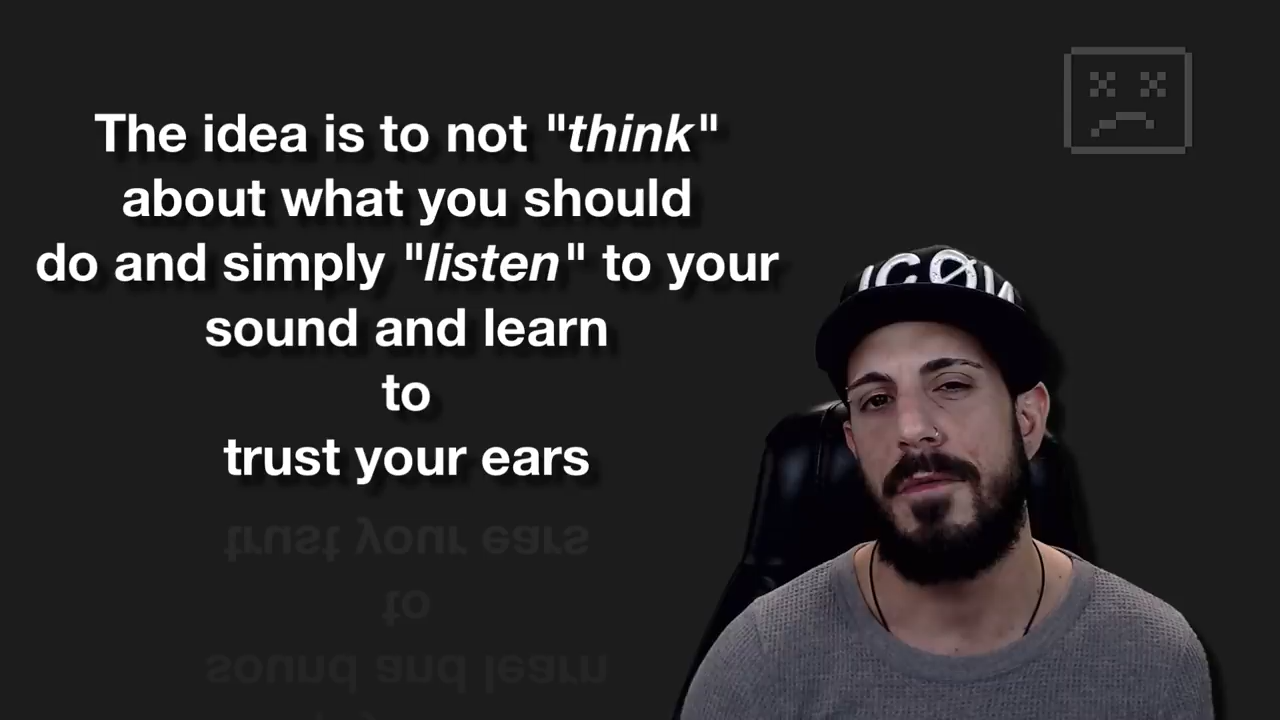 The idea is to not "think"
about what you should
do and simply "listen" to your
sound and learn
to
trust your ears